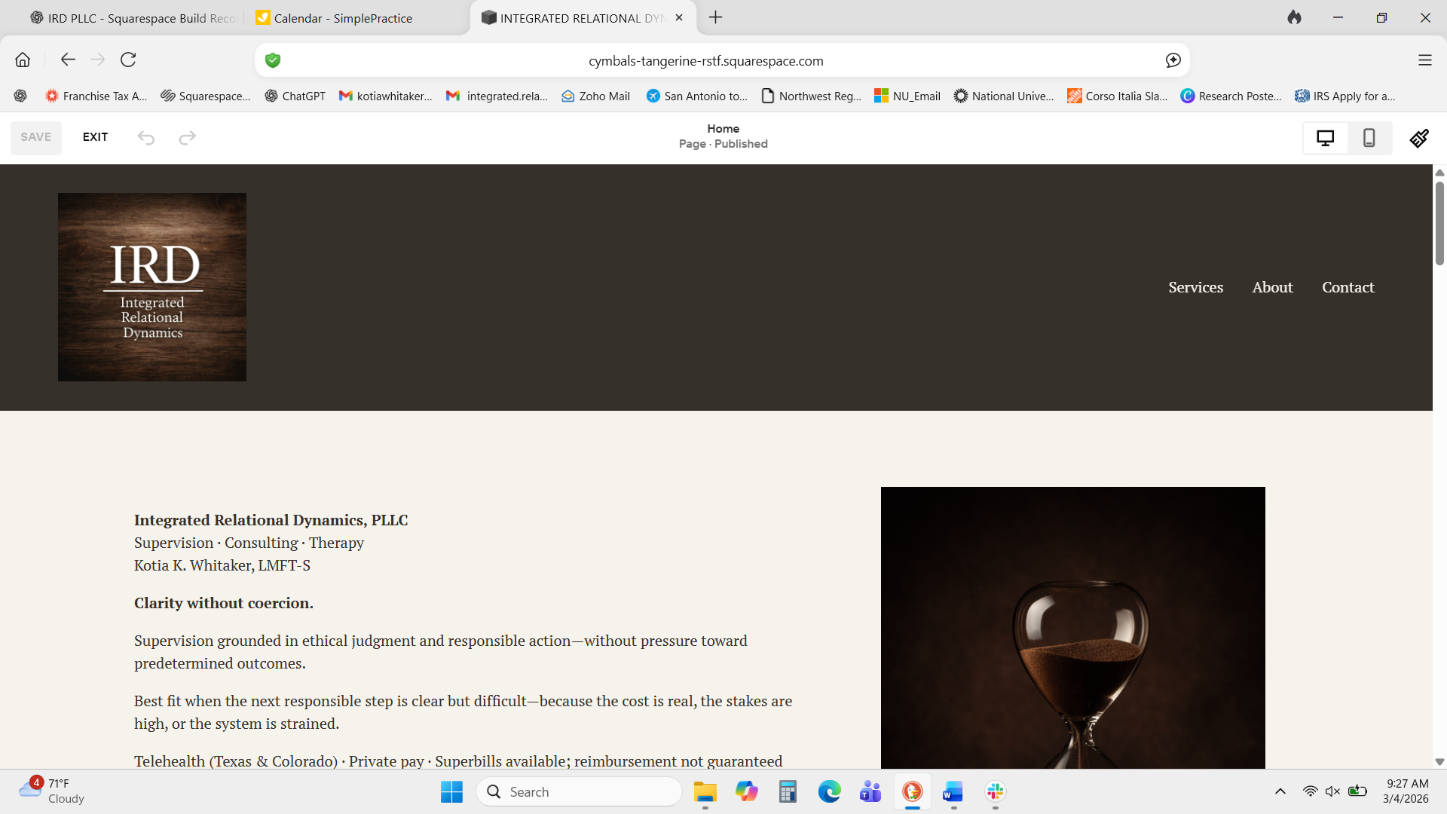 IRD PLLC - Squarespace Build Reco
Calendar - SimplePractice
INTEGRATED RELATIONAL DYN
cymbals-tangerine-rstf.squarespace.com
Franchise Tax A...
Squarespace...
ChatGPT
kotiawhitaker...
integrated.rela...
Zoho Mail
San Antonio to...
Northwest Reg...
NU_Email
National Unive...
Corso Italia Sla...
Research Poste...
IRS Apply for a...
SAVE
EXIT
Home
Page · Published
IRD
Integrated
Relational
Dynamics
Services
About
Contact
Integrated Relational Dynamics, PLLC
Supervision · Consulting · Therapy
Kotia K. Whitaker, LMFT-S
Clarity without coercion.
Supervision grounded in ethical judgment and responsible action—without pressure toward
predetermined outcomes.
Best fit when the next responsible step is clear but difficult—because the cost is real, the stakes are
high, or the system is strained.
Telehealth (Texas & Colorado) · Private pay · Superbills available; reimbursement not guaranteed
4
71°F
Cloudy
Search
9:27 AM
3/4/2026